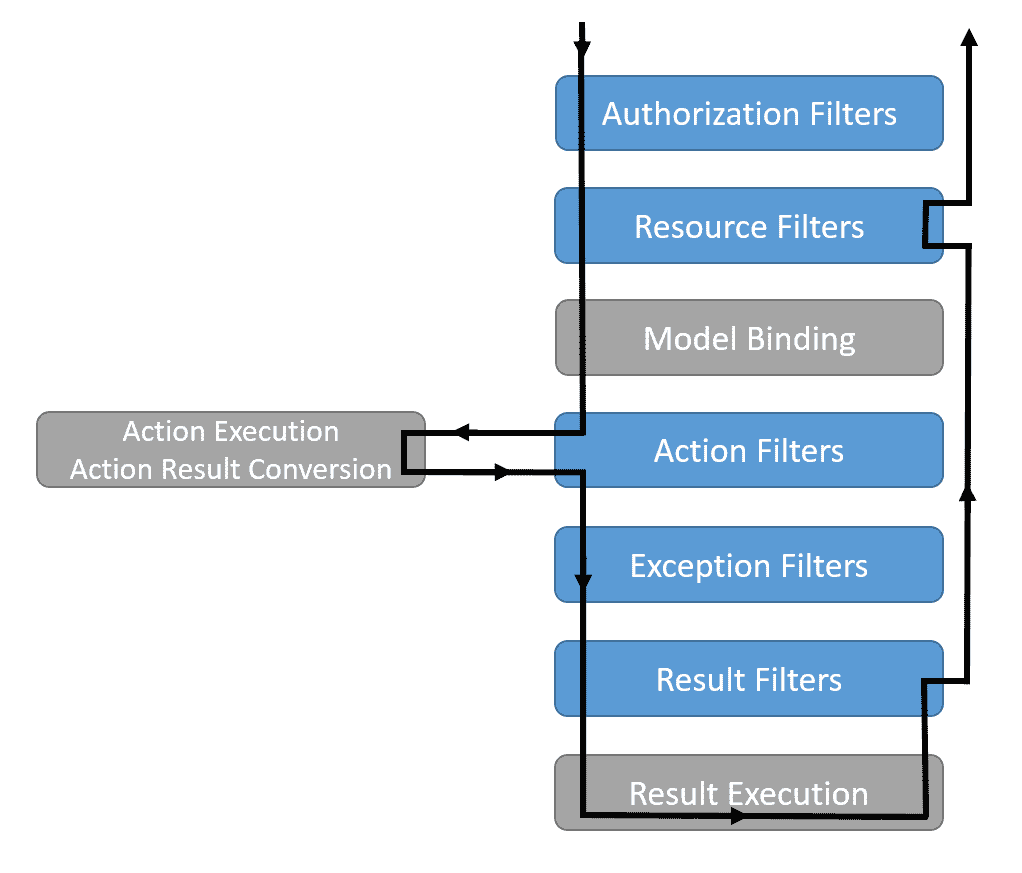 Authorization Filters
Resource Filters
Model Binding
Action Execution
Action Result Conversion
Action Filters
Exception Filters
Result Filters
Result Execution